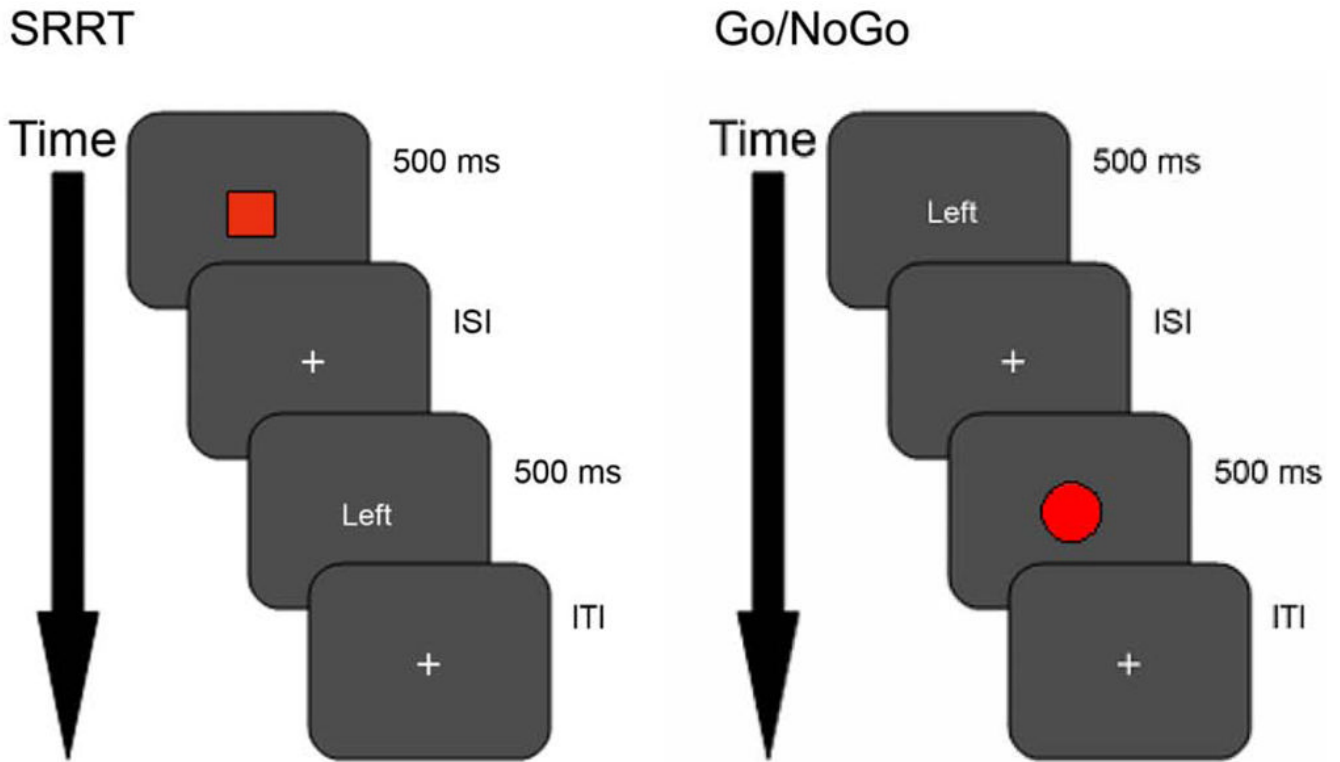 SRRT
Time
500 ms
ISI
Left
500 ms
ITI
Go/NoGo
Time
500 ms
Left
ISI
500 ms
ITI